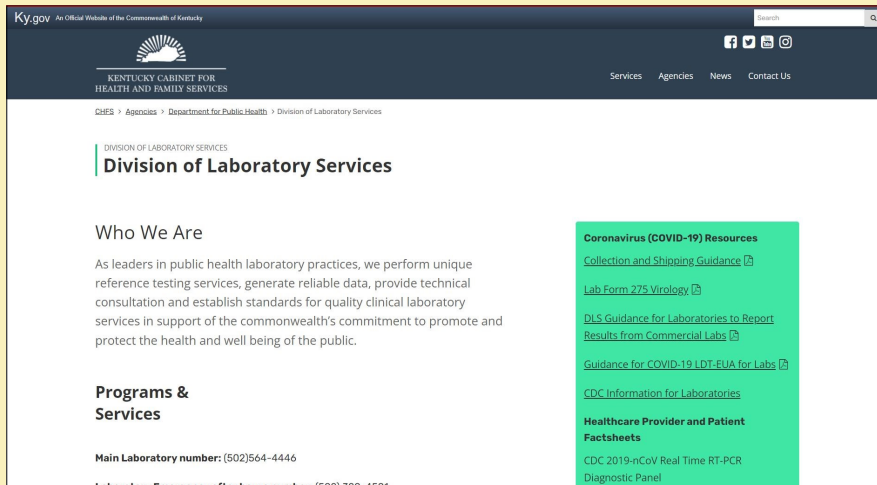 Ky.gov An Official Website of the Commonwealth of Kentucky
Search
KENTUCKY CABINET FOR
HEALTH AND FAMILY SERVICES
Services Agencies News Contact Us
CHFS > Agencies > Department for Public Health > Division of Laboratory Services
DIVISION OF LABORATORY SERVICES
Division of Laboratory Services
Who We Are
As leaders in public health laboratory practices, we perform unique
reference testing services, generate reliable data, provide technical
consultation and establish standards for quality clinical laboratory
services in support of the commonwealth's commitment to promote and
protect the health and well being of the public.
Programs &
Services
Main Laboratory number: (502)564-4446
Coronavirus (COVID-19) Resources
Collection and Shipping Guidance
Lab Form 275 Virology
DLS Guidance for Laboratories to Report
Results from Commercial Labs
Guidance for COVID-19 LDT-EUA for Labs
CDC Information for Laboratories
Healthcare Provider and Patient
Factsheets
CDC 2019-nCoV Real Time RT-PCR
Diagnostic Panel